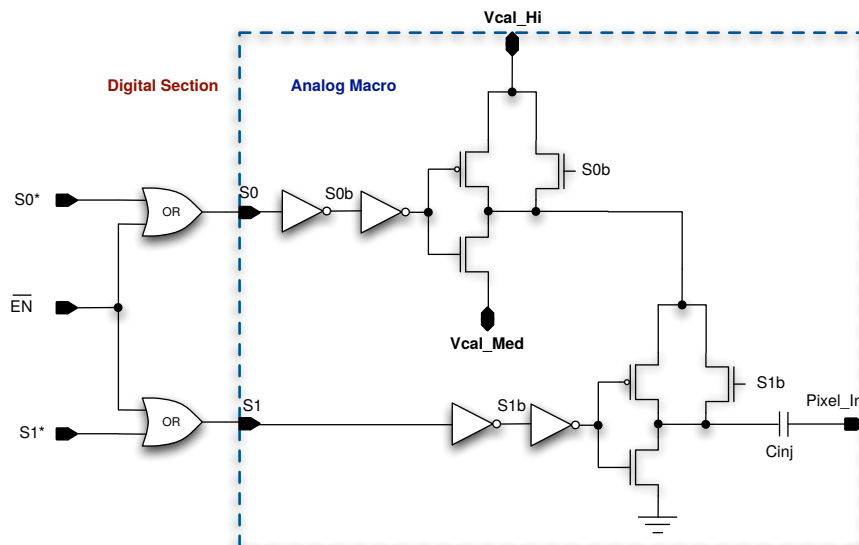 Vcal_Hi
Digital Section
Analog Macro
S0*
OR
S0
S0b
S0b
EN
Vcal_Med
S1*
OR
S1
S1b
S1b
Pixel_In
Cinj